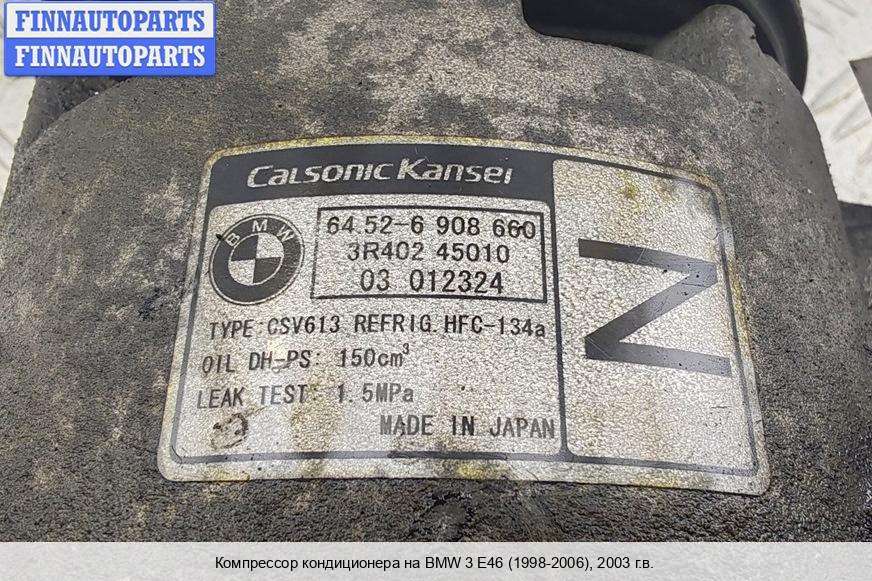 FINNAUTOPARTS
FINNAUTOPARTS
Calsonic Kansei
BMW
64 52-6 908 660
3R402 45010
03 012324
TYPE:CSV613 REFRIG.HFC-134a
OIL DH-PS: 150cm³
LEAK TEST: 1.5MPa
MADE IN JAPAN
Z
Компрессор кондиционера на BMW 3 E46 (1998-2006), 2003 г.в.